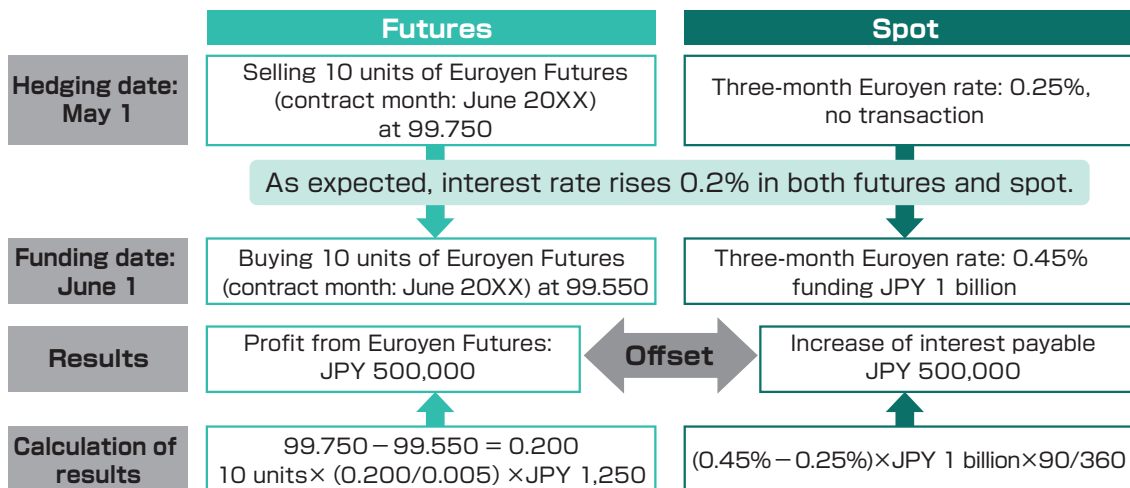 Futures
Spot
Hedging date:
May 1
Selling 10 units of Euroyen Futures
(contract month: June 20XX)
at 99.750
Three-month Euroyen rate: 0.25%,
no transaction
As expected, interest rate rises 0.2% in both futures and spot.
Funding date:
June 1
Buying 10 units of Euroyen Futures
(contract month: June 20XX) at 99.550
Three-month Euroyen rate: 0.45%
funding JPY 1 billion
Results
Profit from Euroyen Futures:
JPY 500,000
Offset
Increase of interest payable
JPY 500,000
Calculation of
results
99.750－99.550 = 0.200
10 units× (0.200/0.005) ×JPY 1,250
(0.45%－0.25%)×JPY 1 billion×90/360